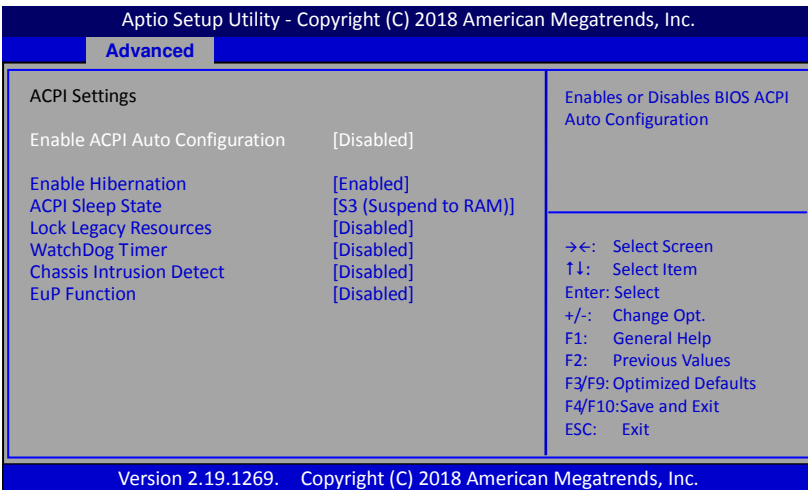 Aptio Setup Utility - Copyright (C) 2018 American Megatrends, Inc.
Advanced
ACPI Settings
Enable ACPI Auto Configuration [Disabled]
Enable Hibernation [Enabled]
ACPI Sleep State [S3 (Suspend to RAM)]
Lock Legacy Resources [Disabled]
WatchDog Timer [Disabled]
Chassis Intrusion Detect [Disabled]
EuP Function [Disabled]
Enables or Disables BIOS ACPI
Auto Configuration
→←: Select Screen
↑↓: Select Item
Enter: Select
+/-: Change Opt.
F1: General Help
F2: Previous Values
F3/F9: Optimized Defaults
F4/F10:Save and Exit
ESC: Exit
Version 2.19.1269. Copyright (C) 2018 American Megatrends, Inc.